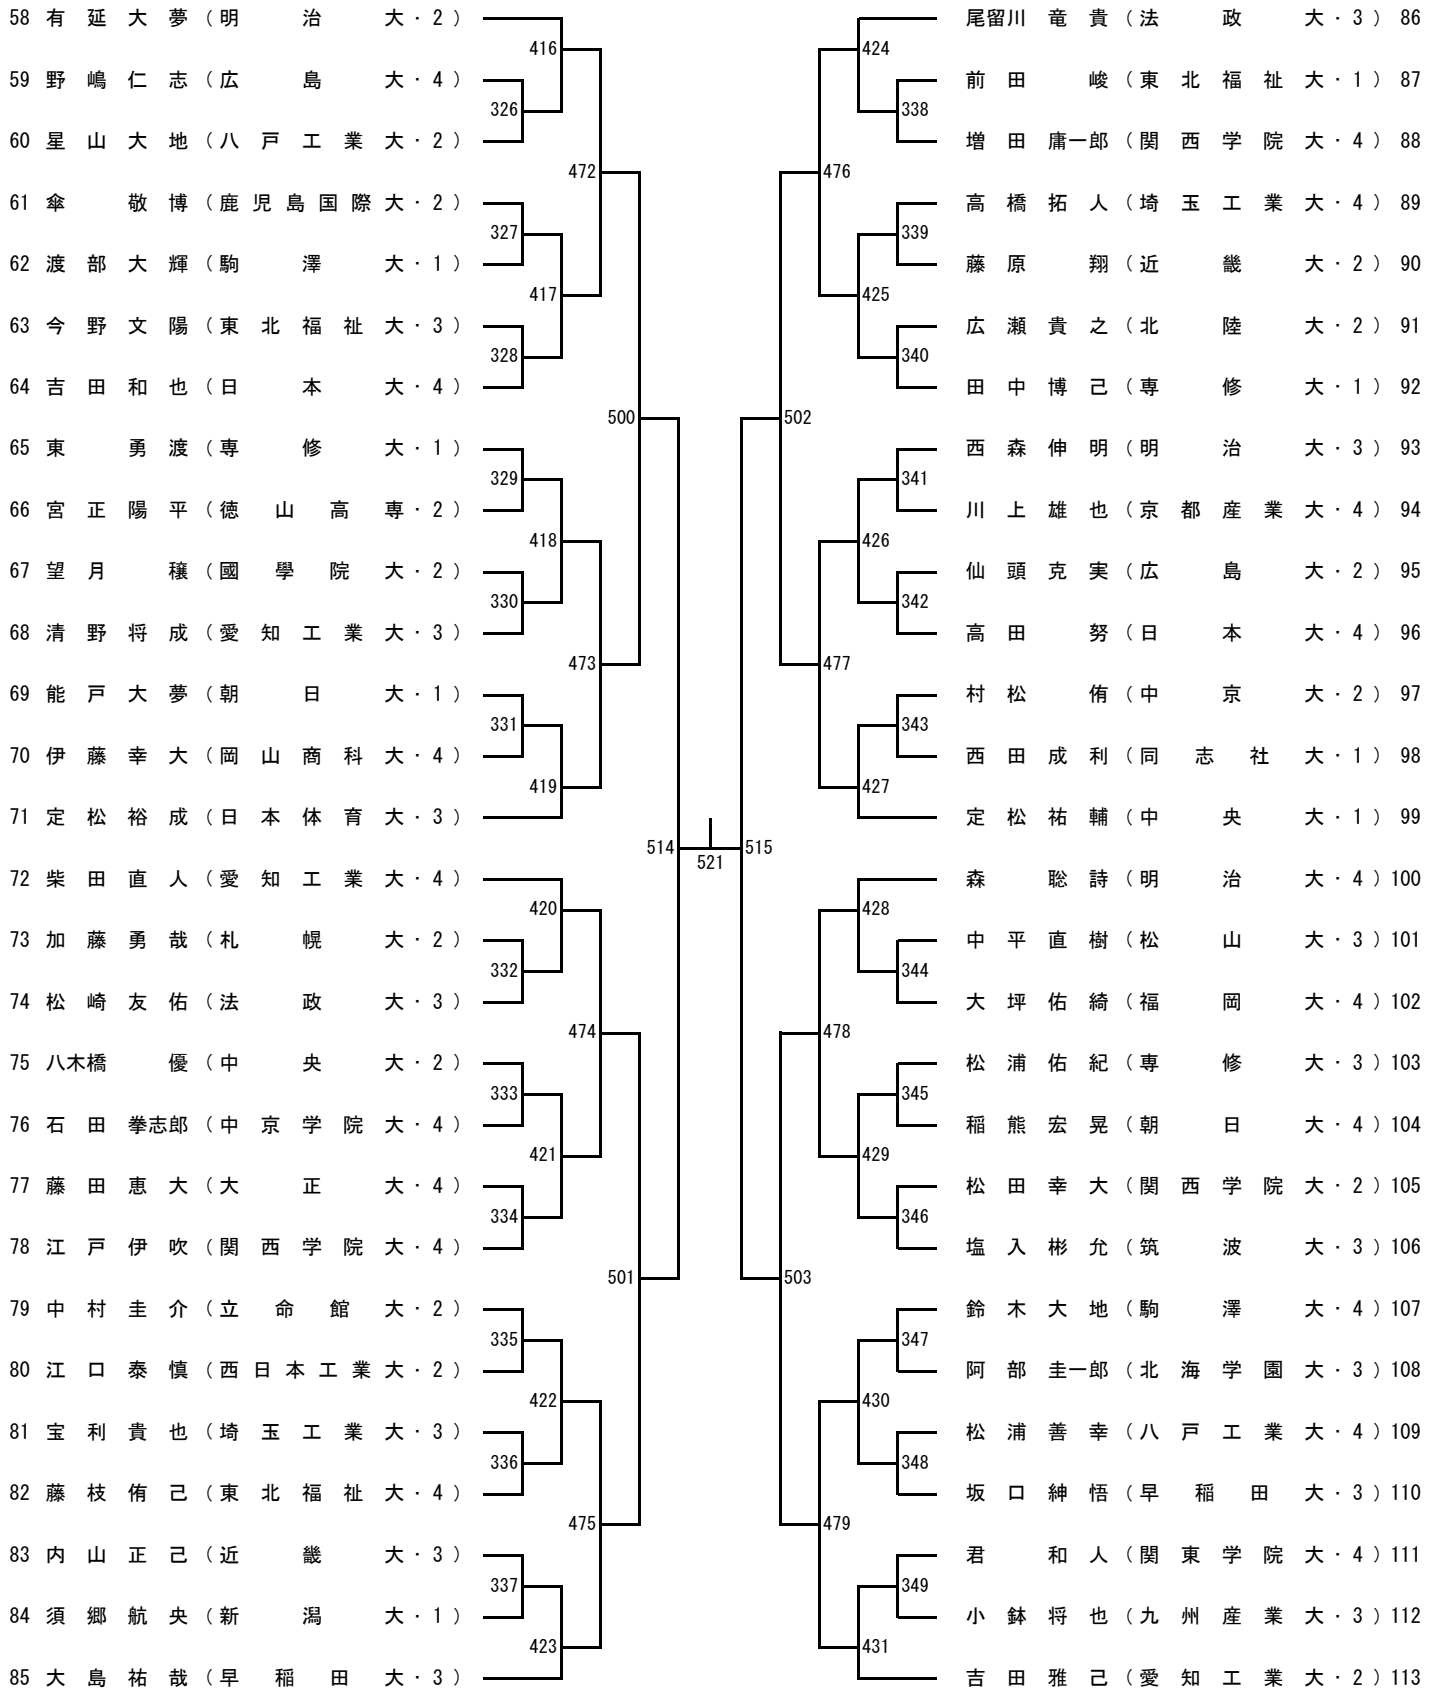 58 有延大夢（明治大・2）
416
59 野嶋仁志（広島大・4）
326
60 星山大地（八戸工業大・2）
472
61 傘敬博（鹿児島国際大・2）
327
62 渡部大輝（駒澤大・1）
417
63 今野文陽（東北福祉大・3）
328
64 吉田和也（日本大・4）
500
65 東勇渡（専修大・1）
329
66 宮正陽平（徳山高専・2）
418
67 望月穣（國學院大・2）
330
68 清野将成（愛知工業大・3）
473
69 能戸大夢（朝日大・1）
331
70 伊藤幸大（岡山商科大・4）
419
71 定松裕成（日本体育大・3）
514
72 柴田直人（愛知工業大・4）
420
73 加藤勇哉（札幌大・2）
332
74 松崎友佑（法政大・3）
474
75 八木橋優（中央大・2）
333
76 石田拳志郎（中京学院大・4）
421
77 藤田恵大（大正大・4）
334
78 江戸伊吹（関西学院大・4）
501
79 中村圭介（立命館大・2）
335
80 江口泰慎（西日本工業大・2）
422
81 宝利貴也（埼玉工業大・3）
336
82 藤枝侑己（東北福祉大・4）
475
83 内山正己（近畿大・3）
337
84 須郷航央（新潟大・1）
423
85 大島祐哉（早稲田大・3）
521
尾留川竜貴（法政大・3）86
424
前田峻（東北福祉大・1）87
338
増田庸一郎（関西学院大・4）88
476
高橋拓人（埼玉工業大・4）89
339
藤原翔（近畿大・2）90
425
広瀬貴之（北陸大・2）91
340
田中博己（専修大・1）92
502
西森伸明（明治大・3）93
341
川上雄也（京都産業大・4）94
426
仙頭克実（広島大・2）95
342
高田努（日本大・4）96
477
村松侑（中京大・2）97
343
西田成利（同志社大・1）98
427
定松祐輔（中央大・1）99
515
森聡詩（明治大・4）100
428
中平直樹（松山大・3）101
344
大坪佑綺（福岡大・4）102
478
松浦佑紀（専修大・3）103
345
稲熊宏晃（朝日大・4）104
429
松田幸大（関西学院大・2）105
346
塩入彬允（筑波大・3）106
503
鈴木大地（駒澤大・4）107
347
阿部圭一郎（北海学園大・3）108
430
松浦善幸（八戸工業大・4）109
348
坂口紳悟（早稲田大・3）110
479
君和人（関東学院大・4）111
349
小鉢将也（九州産業大・3）112
431
吉田雅己（愛知工業大・2）113